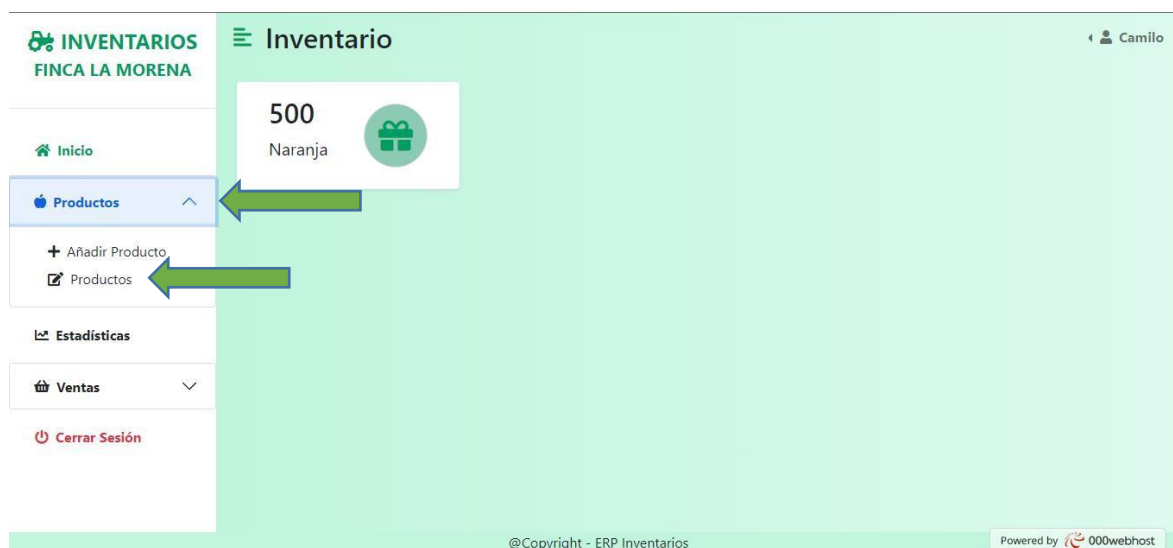 INVENTARIOS
FINCA LA MORENA
Inicio
Productos
Añadir Producto
Productos
Estadísticas
Ventas
Cerrar Sesión
Inventario
Camilo
500
Naranja
@Copyright - ERP Inventarios
Powered by 000webhost